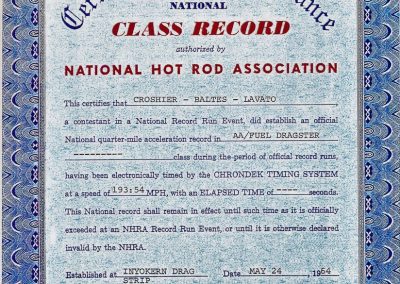 NATIONAL
CLASS RECORD
authorized by
NATIONAL HOT ROD ASSOCIATION
This certifies that CROSHIER - BALTES - LAVATO
a contestant in a National Record Run Event, did establish an official
National quarter-mile acceleration record in AA/FUEL DRAGSTER
---------- class during the period of official record runs,
having been electronically timed by the CHRONDEK TIMING SYSTEM
at a speed of 193:54 MPH, with an ELAPSED TIME of ---- seconds.
This National record shall remain in effect until such time as it is officially
exceeded at an NHRA Record Run Event, or until it is otherwise declared
invalid by the NHRA.
Established at INYOKERN DRAG Date MAY 24 1964
STRIP